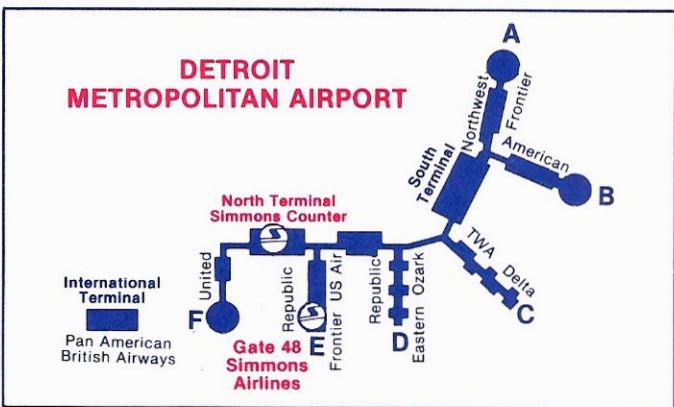 DETROIT
METROPOLITAN AIRPORT
A
Northwest
Frontier
American
B
South
Terminal
North Terminal
Simmons Counter
TWA
Delta
C
United
F
Republic
E
Frontier US Air
Republic
D
Eastern Ozark
International
Terminal
Pan American
British Airways
Gate 48
Simmons
Airlines